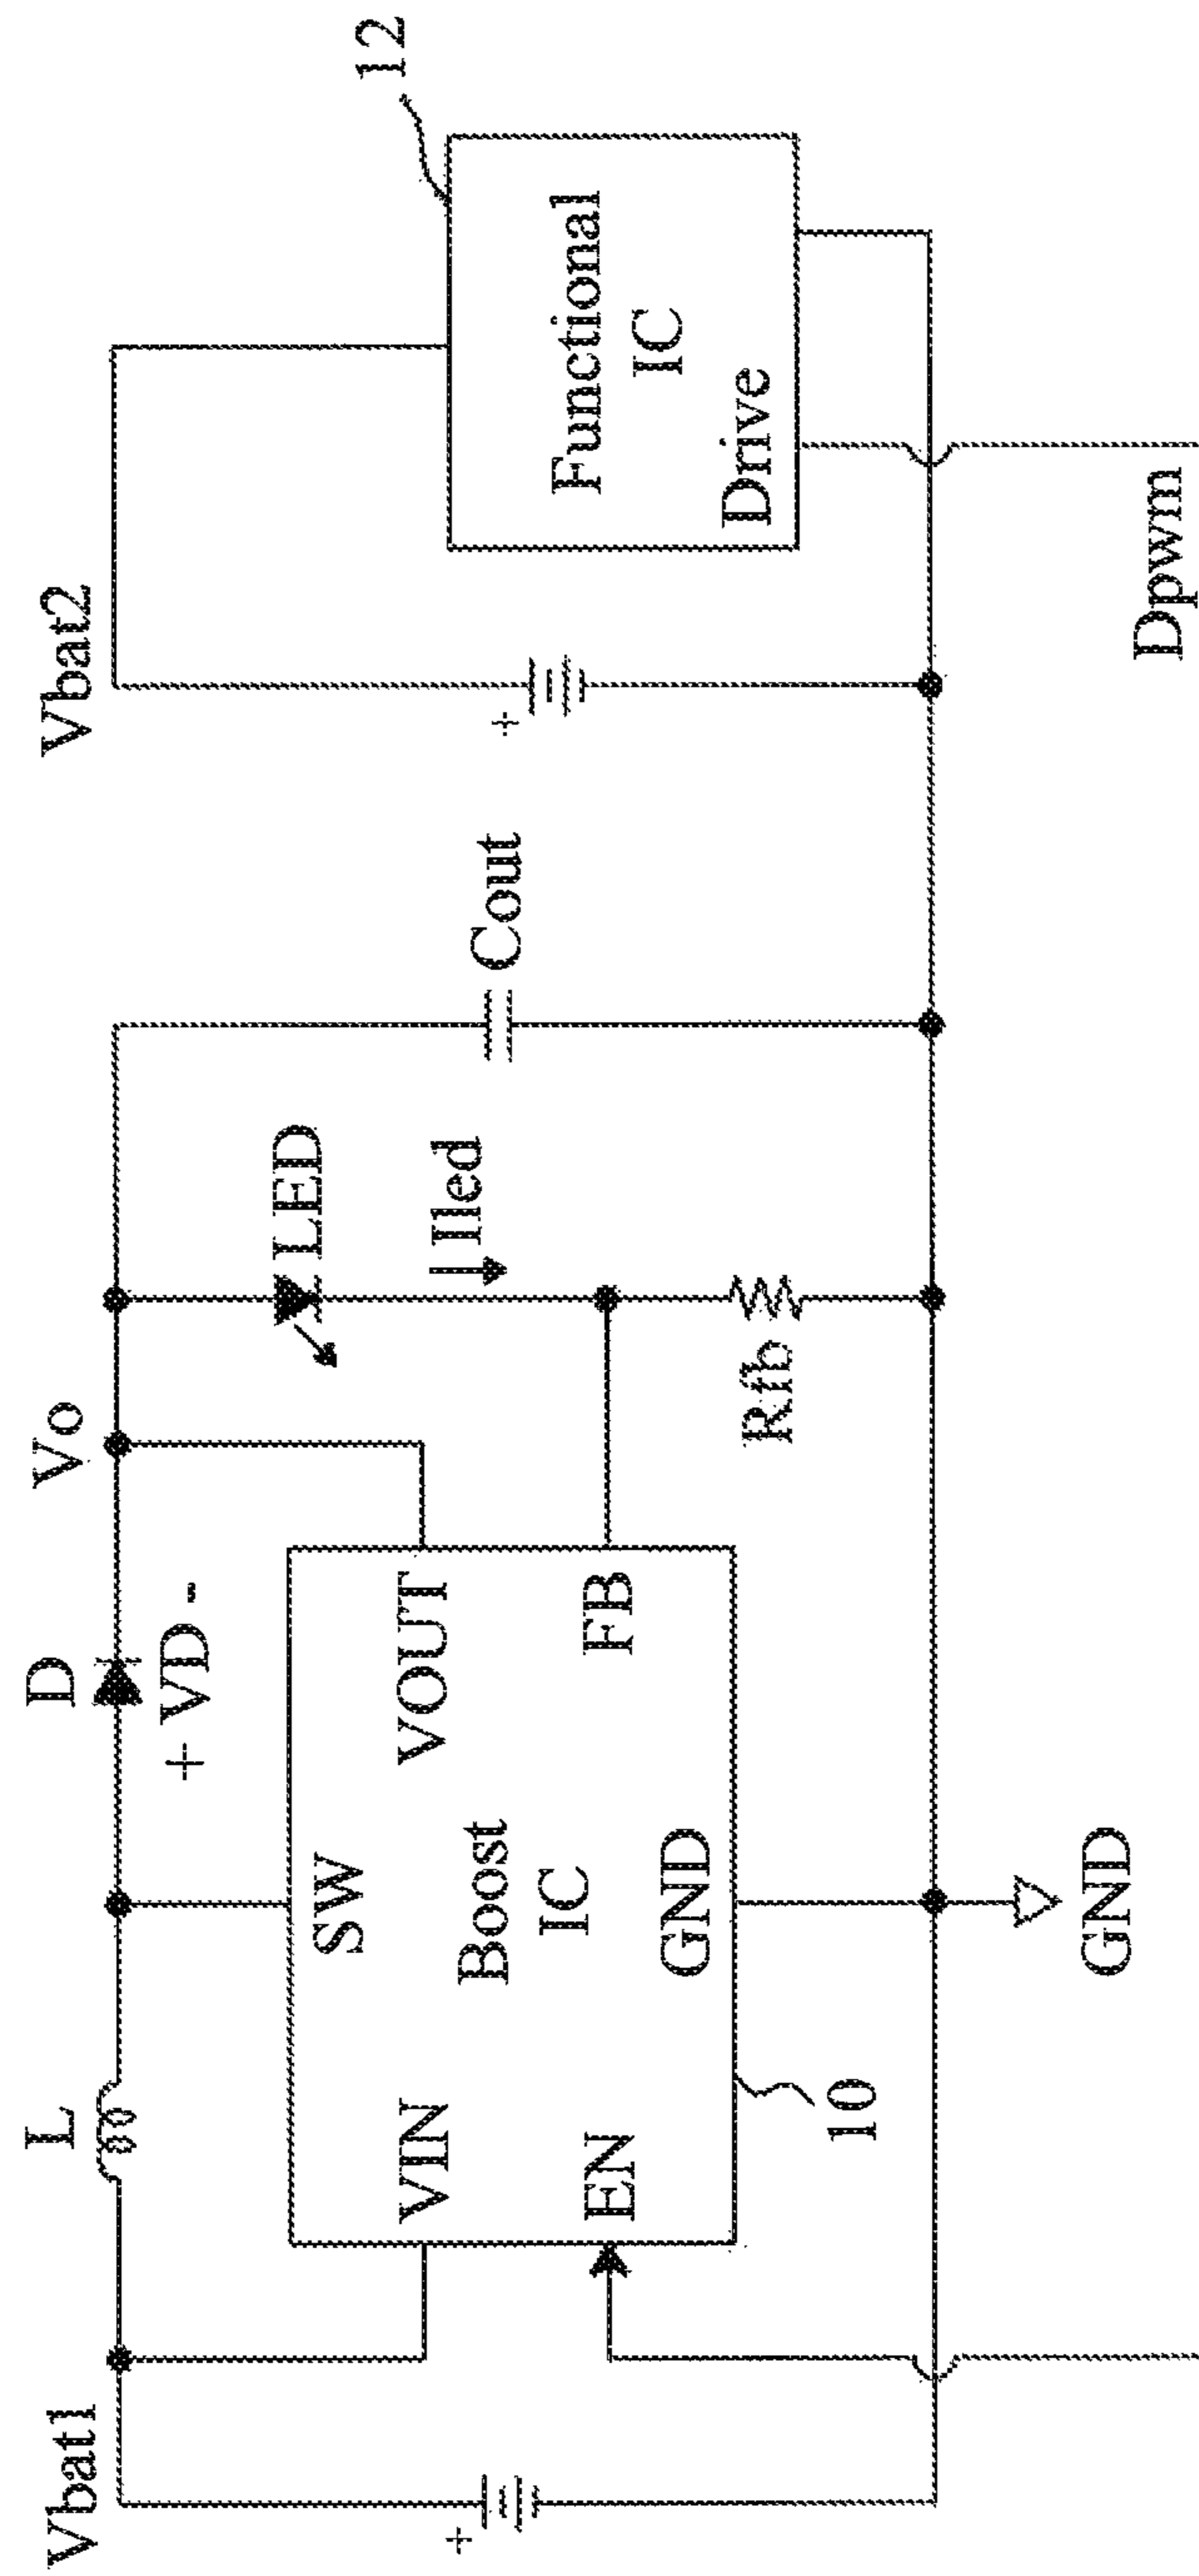 Vbat1
L
D
+ VD -
Vo
Vbat2
12
SW
VIN
VOUT
Boost
IC
EN
FB
GND
10
LED
Iled
Rfb
Cout
+
+
Functional
IC
Drive
GND
Dpwm